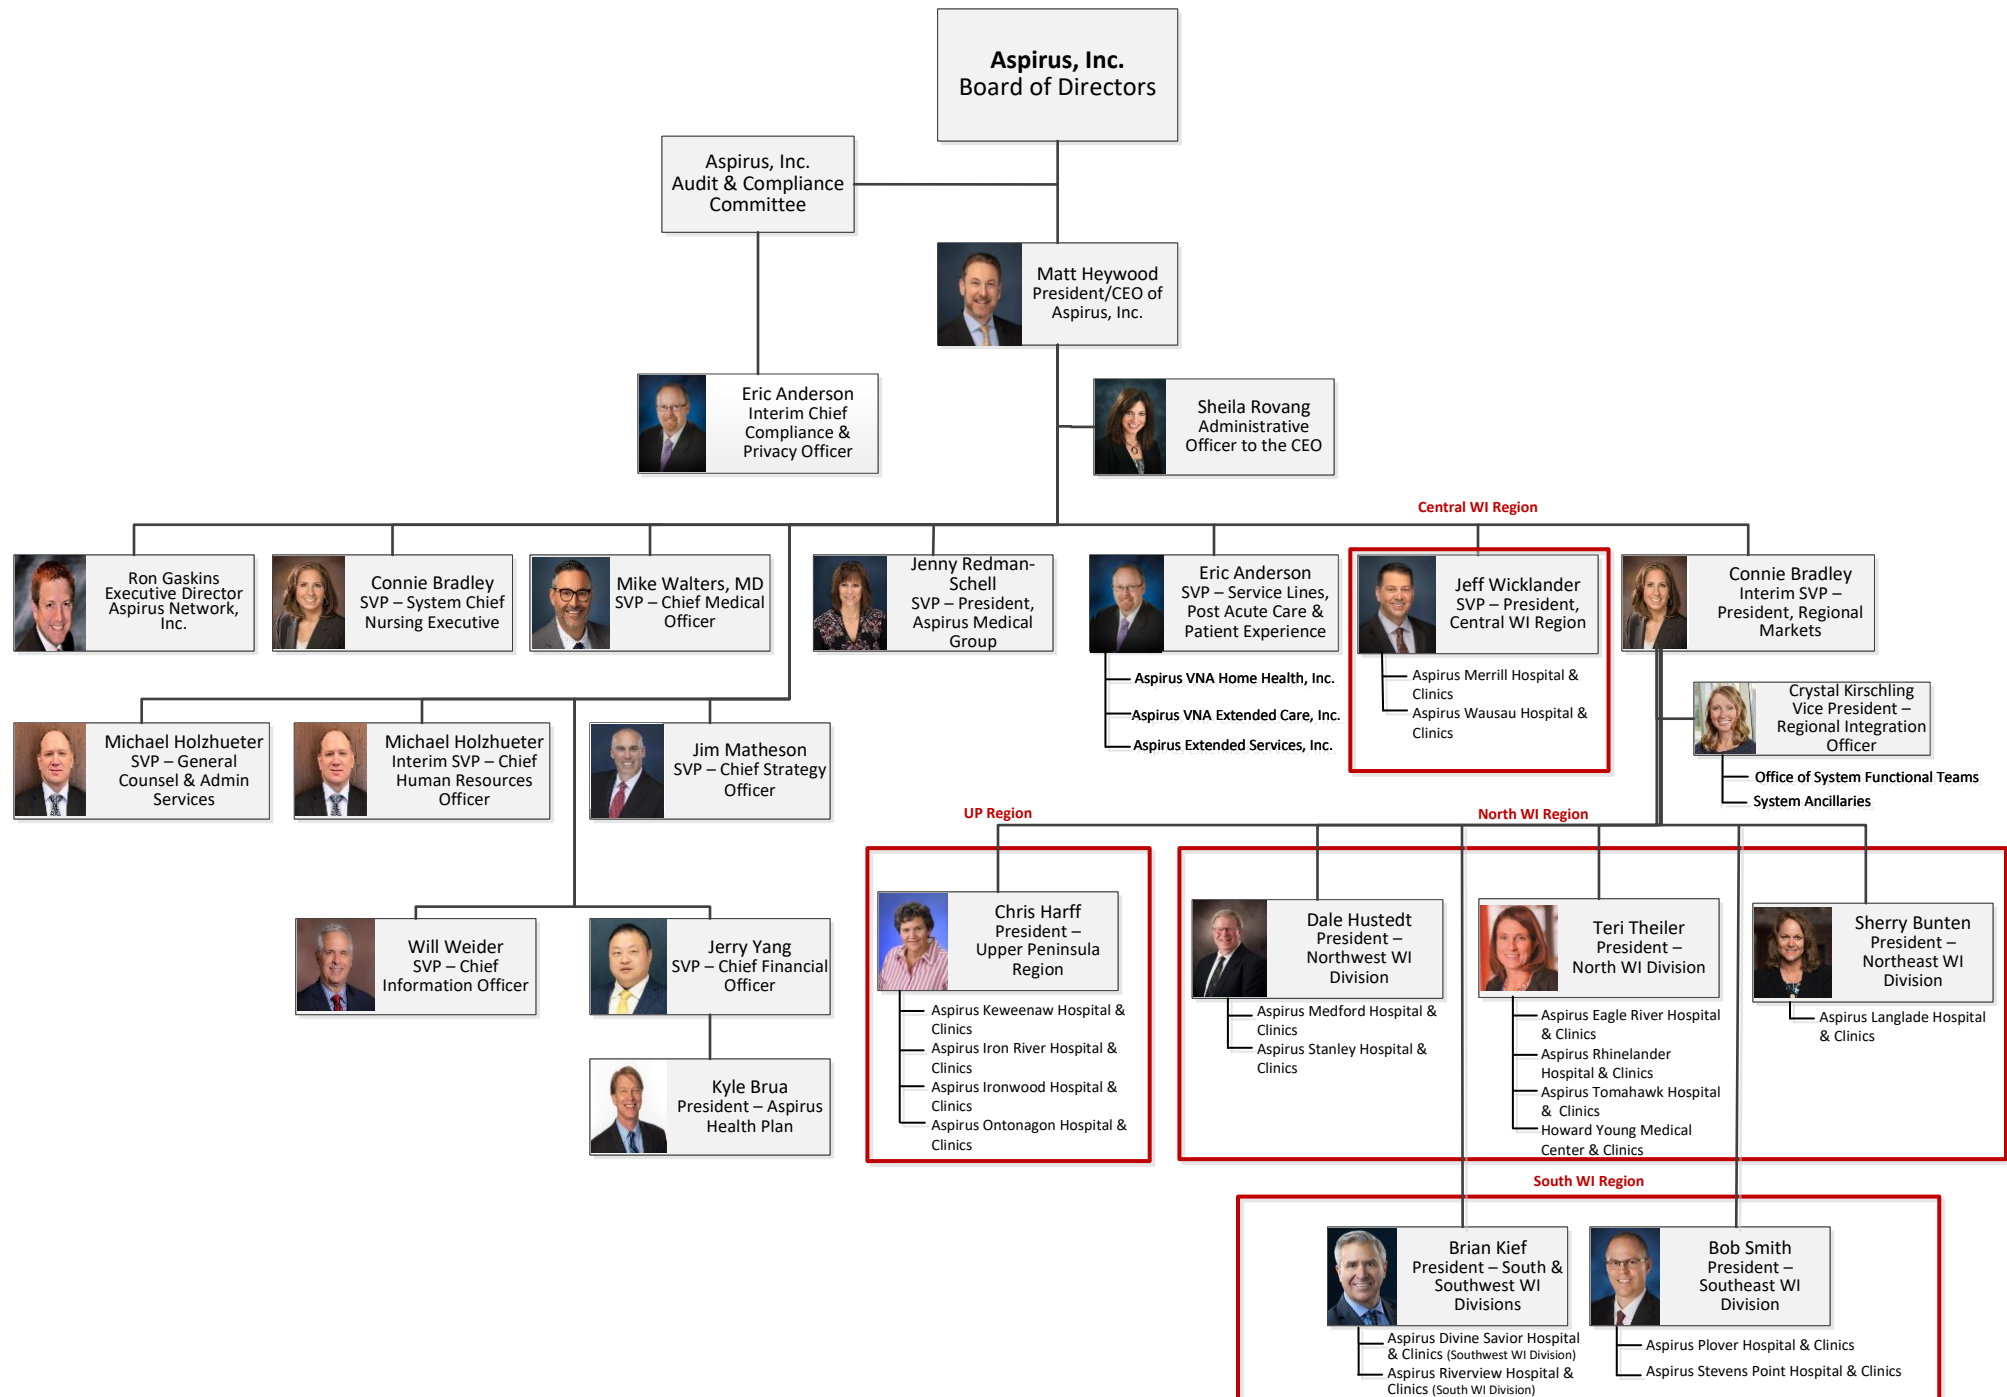 Aspirus, Inc.
Board of Directors
Aspirus, Inc.
Audit & Compliance
Committee
Matt Heywood
President/CEO of
Aspirus, Inc.
Eric Anderson
Interim Chief
Compliance &
Privacy Officer
Sheila Rovang
Administrative
Officer to the CEO
Central WI Region
Ron Gaskins
Executive Director
Aspirus Network,
Inc.
Connie Bradley
SVP – System Chief
Nursing Executive
Mike Walters, MD
SVP – Chief Medical
Officer
Jenny Redman-
Schell
SVP – President,
Aspirus Medical
Group
Eric Anderson
SVP – Service Lines,
Post Acute Care &
Patient Experience
Aspirus VNA Home Health, Inc.
Aspirus VNA Extended Care, Inc.
Aspirus Extended Services, Inc.
Jeff Wicklander
SVP – President,
Central WI Region
Aspirus Merrill Hospital &
Clinics
Aspirus Wausau Hospital &
Clinics
Connie Bradley
Interim SVP –
President, Regional
Markets
Crystal Kirschling
Vice President –
Regional Integration
Officer
Office of System Functional Teams
System Ancillaries
Michael Holzhueter
SVP – General
Counsel & Admin
Services
Michael Holzhueter
Interim SVP – Chief
Human Resources
Officer
Jim Matheson
SVP – Chief Strategy
Officer
Will Weider
SVP – Chief
Information Officer
Jerry Yang
SVP – Chief Financial
Officer
Kyle Brua
President – Aspirus
Health Plan
UP Region
Chris Harff
President –
Upper Peninsula
Region
Aspirus Keweenaw Hospital &
Clinics
Aspirus Iron River Hospital &
Clinics
Aspirus Ironwood Hospital &
Clinics
Aspirus Ontonagon Hospital &
Clinics
North WI Region
Dale Hustedt
President –
Northwest WI
Division
Aspirus Medford Hospital &
Clinics
Aspirus Stanley Hospital &
Clinics
Teri Theiler
President –
North WI Division
Aspirus Eagle River Hospital
& Clinics
Aspirus Rhinelander
Hospital & Clinics
Aspirus Tomahawk Hospital
& Clinics
Howard Young Medical
Center & Clinics
Sherry Bunten
President –
Northeast WI
Division
Aspirus Langlade Hospital
& Clinics
South WI Region
Brian Kief
President – South &
Southwest WI
Divisions
Aspirus Divine Savior Hospital
& Clinics (Southwest WI Division)
Aspirus Riverview Hospital &
Clinics (South WI Division)
Bob Smith
President –
Southeast WI
Division
Aspirus Plover Hospital & Clinics
Aspirus Stevens Point Hospital & Clinics